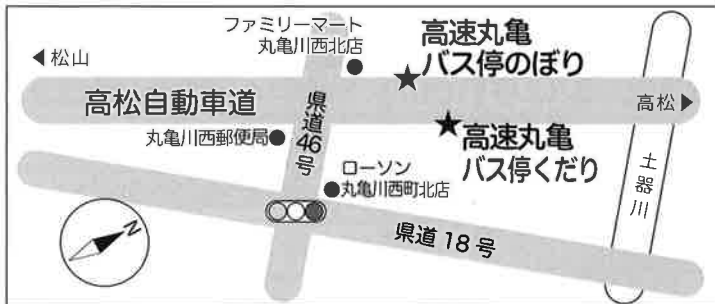 ファミリーマート
丸亀川西北店
高速丸亀
バス停のぼり
松山
高松自動車道
高松
県道46号
丸亀川西郵便局
高速丸亀
バス停くだり
ローソン
丸亀川西町北店
土器川
県道18号
N